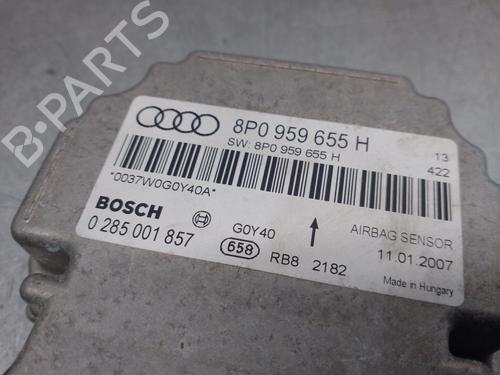 8P0 959 655 H
SW: 8P0 959 655 H
13
422
*0037W0G0Y40A*
BOSCH
0 285 001 857
G0Y40
658
RB8 2182
AIRBAG SENSOR
11.01.2007
Made in Hungary
B-PARTS